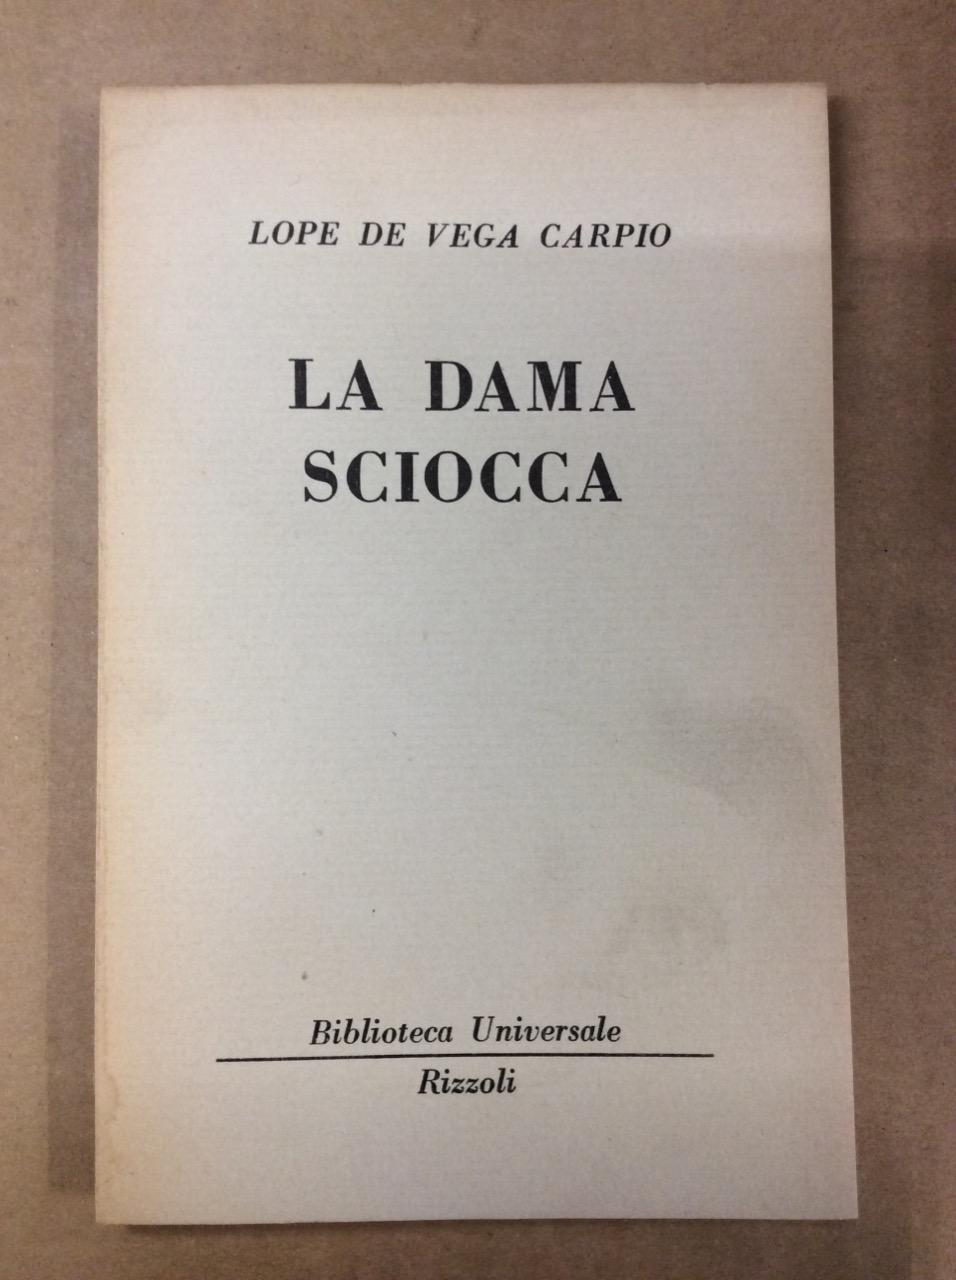 LOPE DE VEGA CARPIO
LA DAMA
SCIOCCA
Biblioteca Universale
Rizzoli